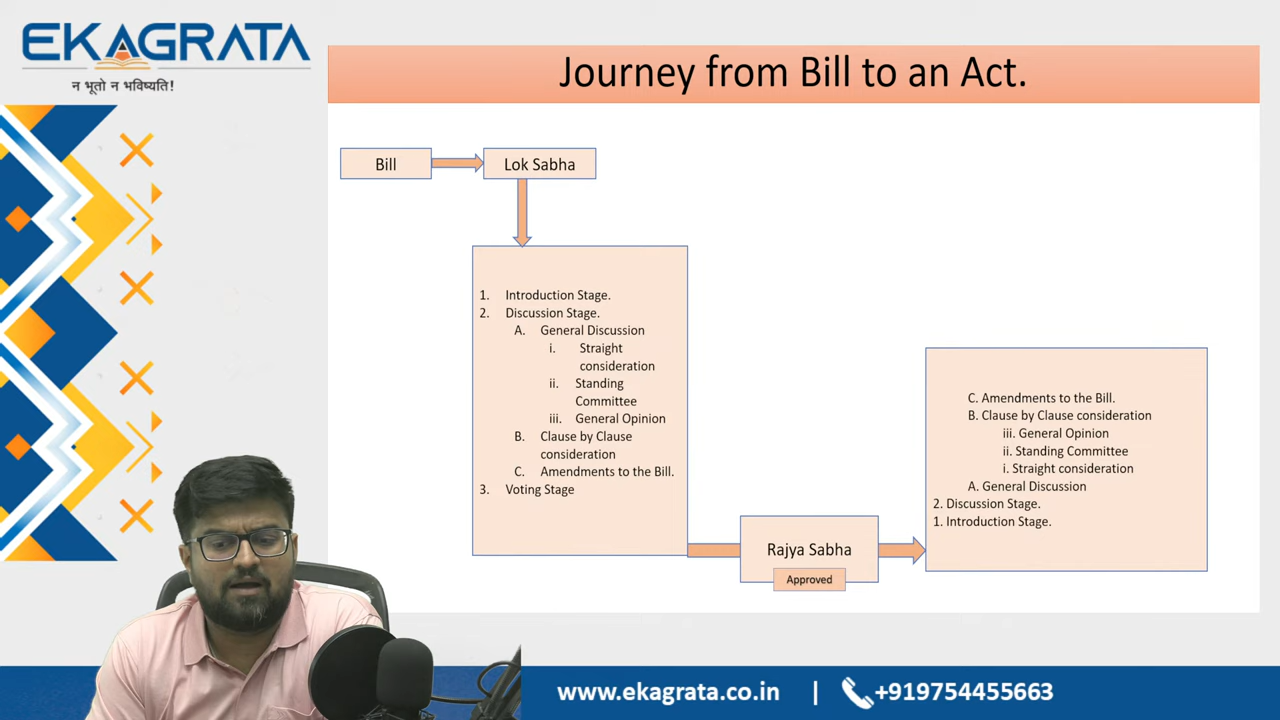 EKAGRATA
न भूतो न भविष्यति!
Journey from Bill to an Act.
Bill
Lok Sabha
1. Introduction Stage.
2. Discussion Stage.
A. General Discussion
i. Straight
consideration
ii. Standing
Committee
iii. General Opinion
B. Clause by Clause
consideration
C. Amendments to the Bill.
3. Voting Stage
Rajya Sabha
Approved
C. Amendments to the Bill.
B. Clause by Clause consideration
iii. General Opinion
ii. Standing Committee
i. Straight consideration
A. General Discussion
2. Discussion Stage.
1. Introduction Stage.
www.ekagrata.co.in | +919754455663